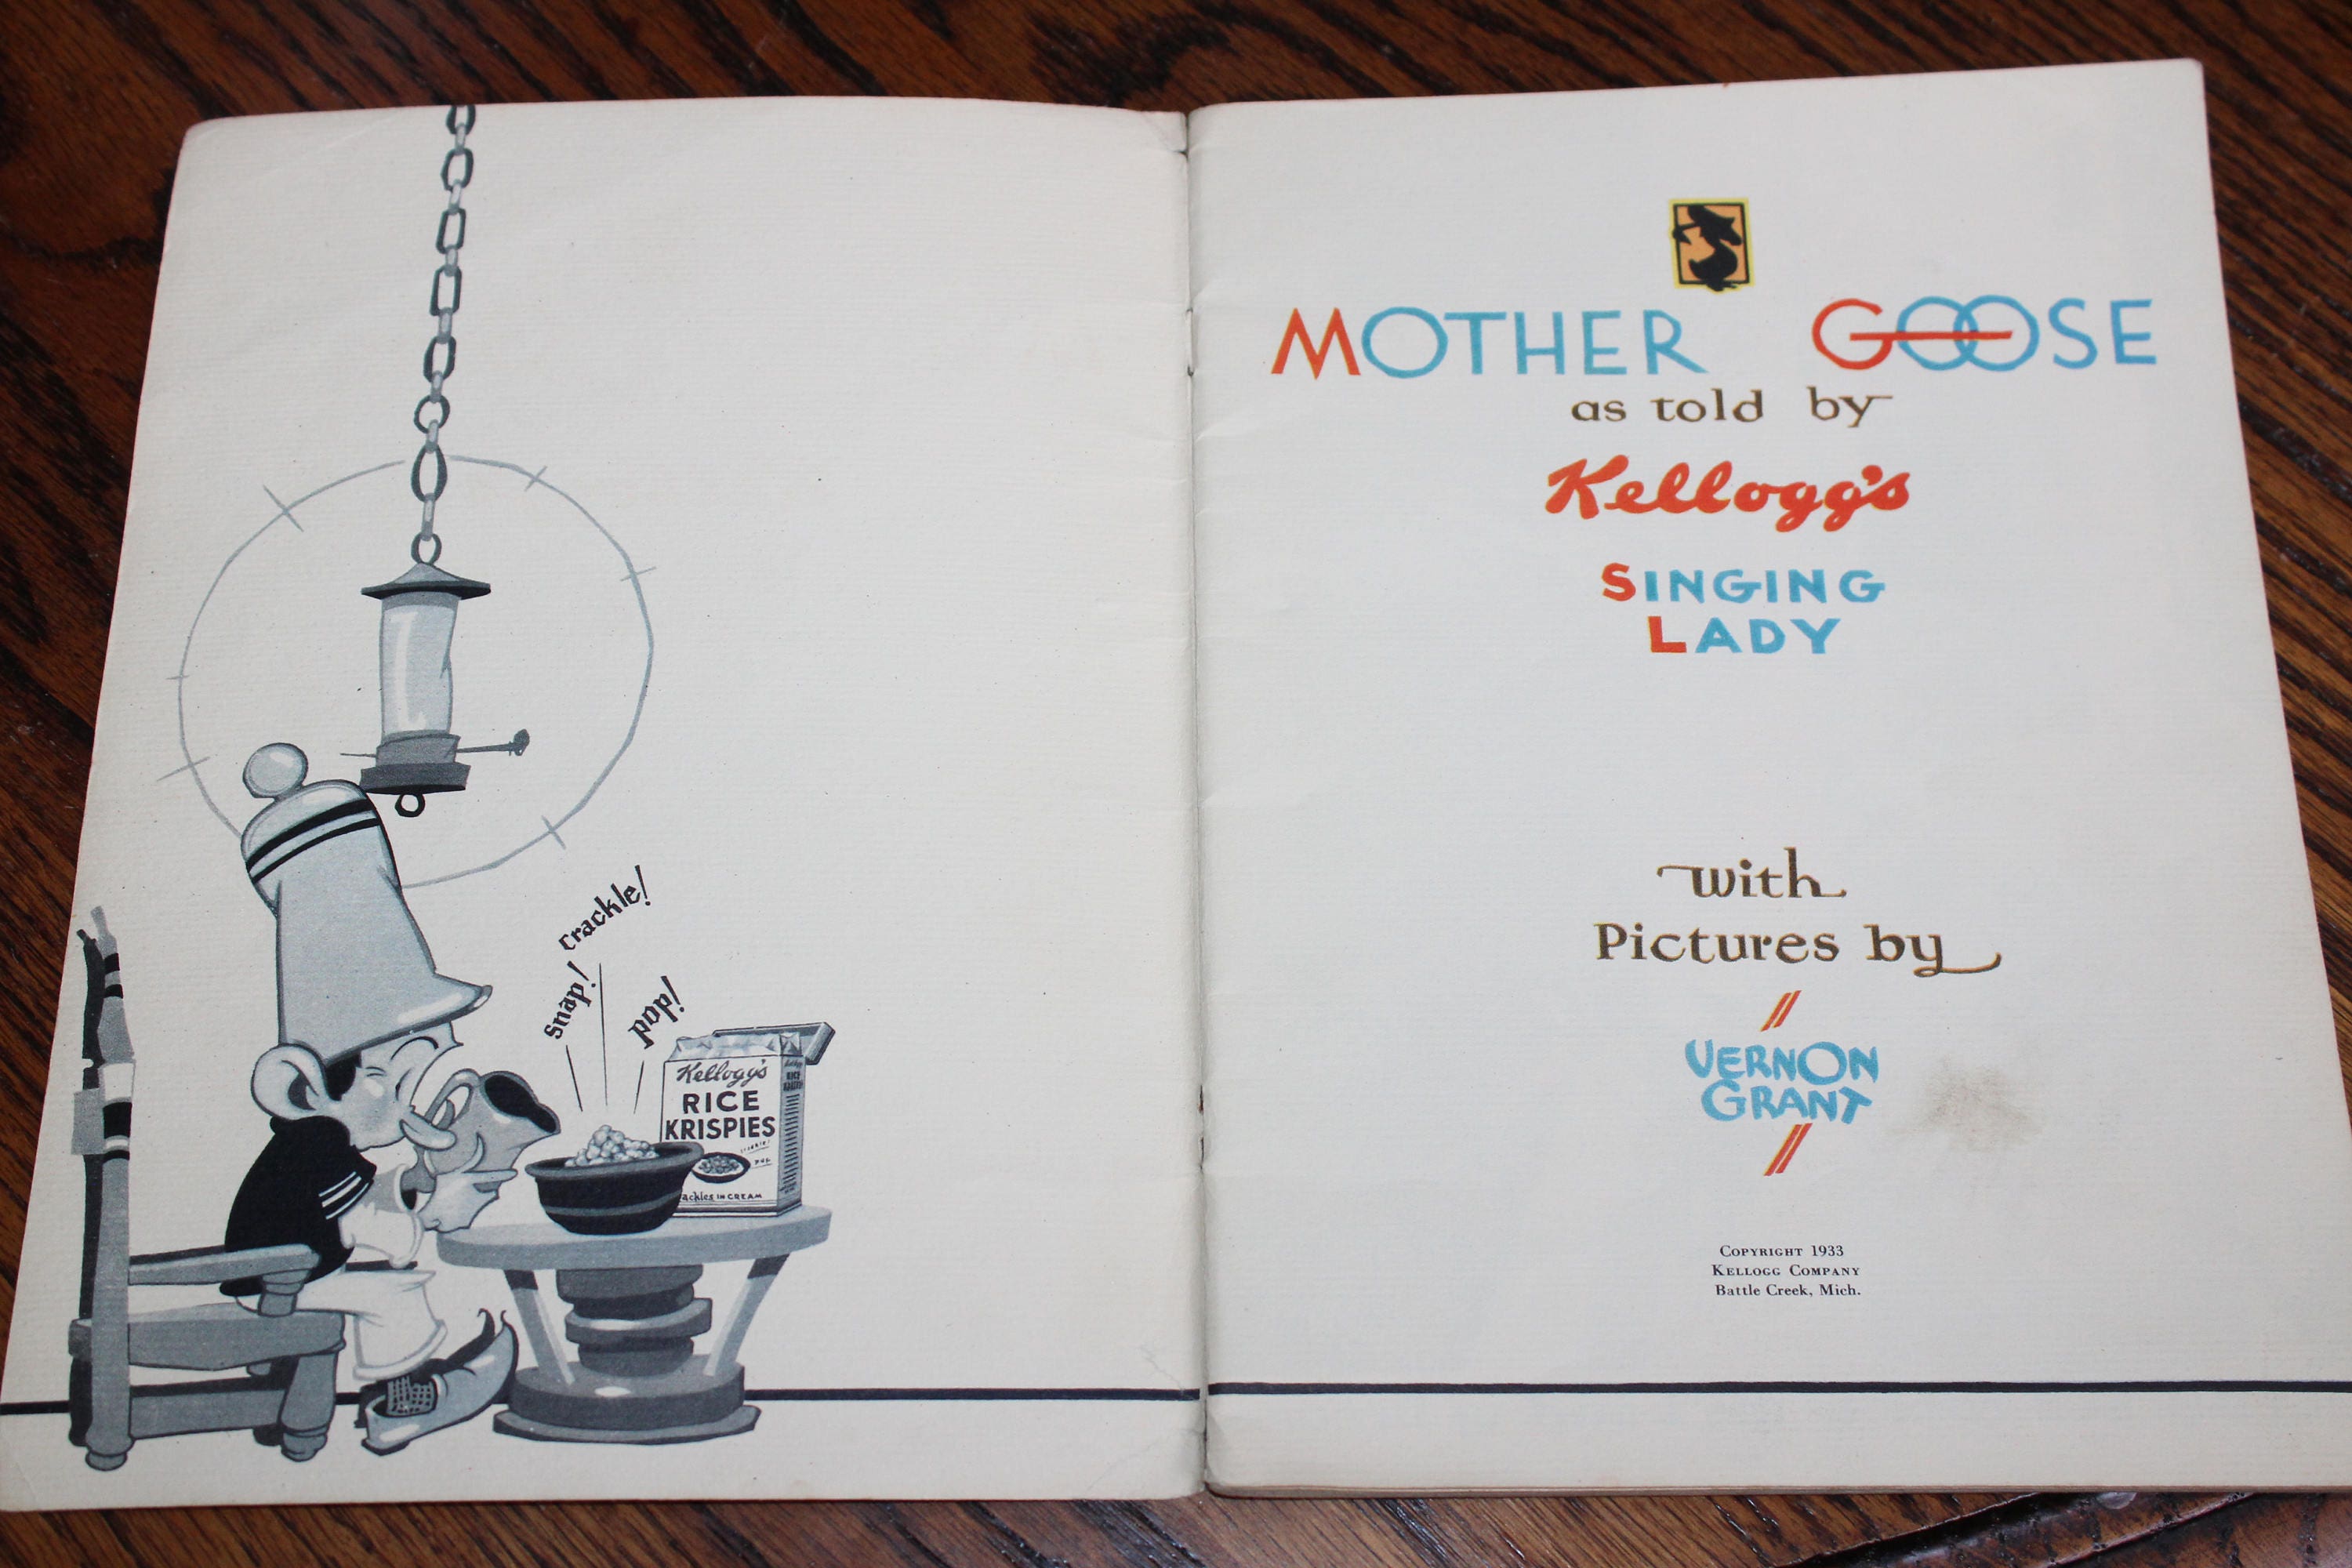 snap!
crackle!
pop!
Kellogg's
RICE
KRISPIES
ackles IN CREAM
MOTHER GOOSE
as told by
Kellogg's
SINGING
LADY
with
Pictures by
VERNON
GRANT
COPYRIGHT 1933
KELLOGG COMPANY
Battle Creek, Mich.